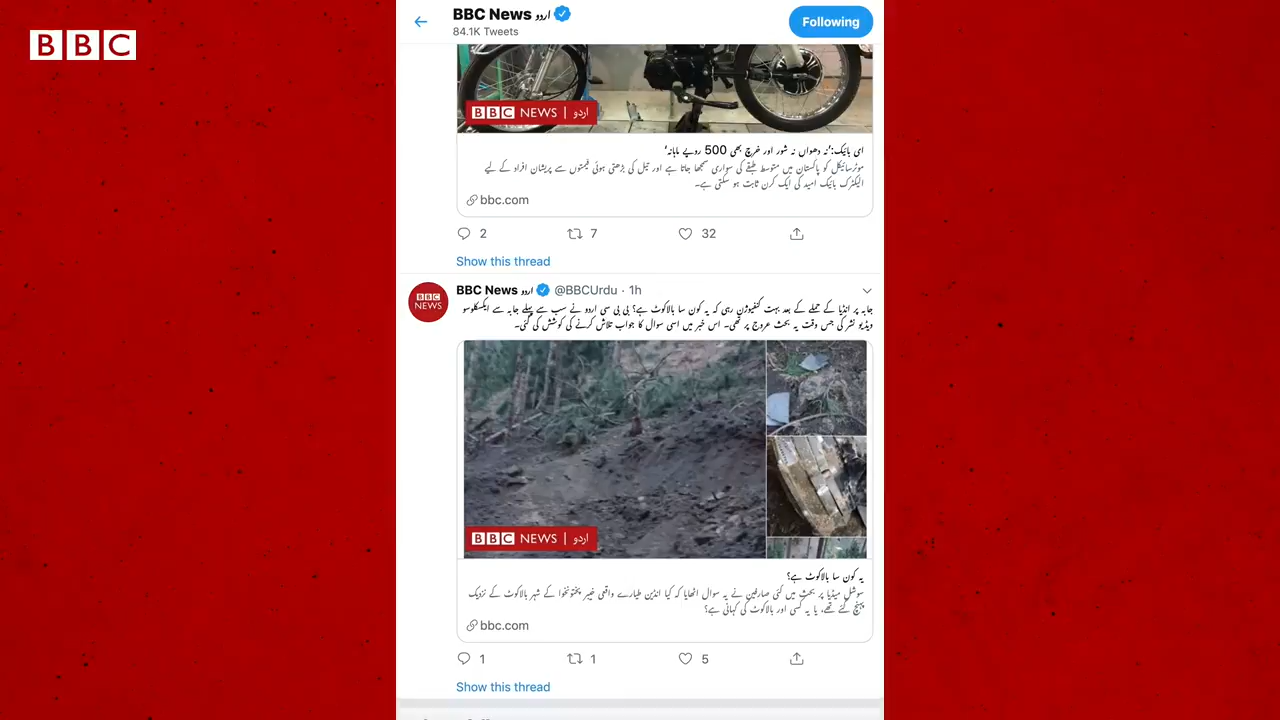 BBC
BBC News اردو
84.1K Tweets
Following
BBC NEWS | اردو
ای بائیک: ’نہ دھواں نہ شور اور خرچ بھی 500 روپے ماہانہ‘
موٹرسائیکل کو پاکستان میں متوسط طبقے کی سواری سمجھا جاتا ہے اور تیل کی بڑھتی ہوئی قیمتوں سے پریشان افراد کے لیے
الیکٹرک بائیک امید کی ایک کرن ثابت ہو سکتی ہے۔
bbc.com
2 7 32
Show this thread
BBC NEWS
BBC News اردو @BBCUrdu · 1h
جابہ پر انڈیا کے حملے کے بعد بہت کنفیوژن رہی کہ یہ کون سا بالاکوٹ ہے؟ بی بی سی اردو نے سب سے پہلے جابہ سے ایکسکلوسو
ویڈیو نشر کی جس وقت یہ بحث عروج پر تھی۔ اس خبر میں اسی سوال کا جواب تلاش کرنے کی کوشش کی گئی۔
BBC NEWS | اردو
یہ کون سا بالاکوٹ ہے؟
سوشل میڈیا پر بحث میں کئی صارفین نے یہ سوال اٹھایا کہ کیا انڈین طیارے واقعی خیبر پختونخوا کے شہر بالاکوٹ کے نزدیک
پہنچ گئے تھے، یا یہ کسی اور بالاکوٹ کی کہانی ہے؟
bbc.com
1 1 5
Show this thread